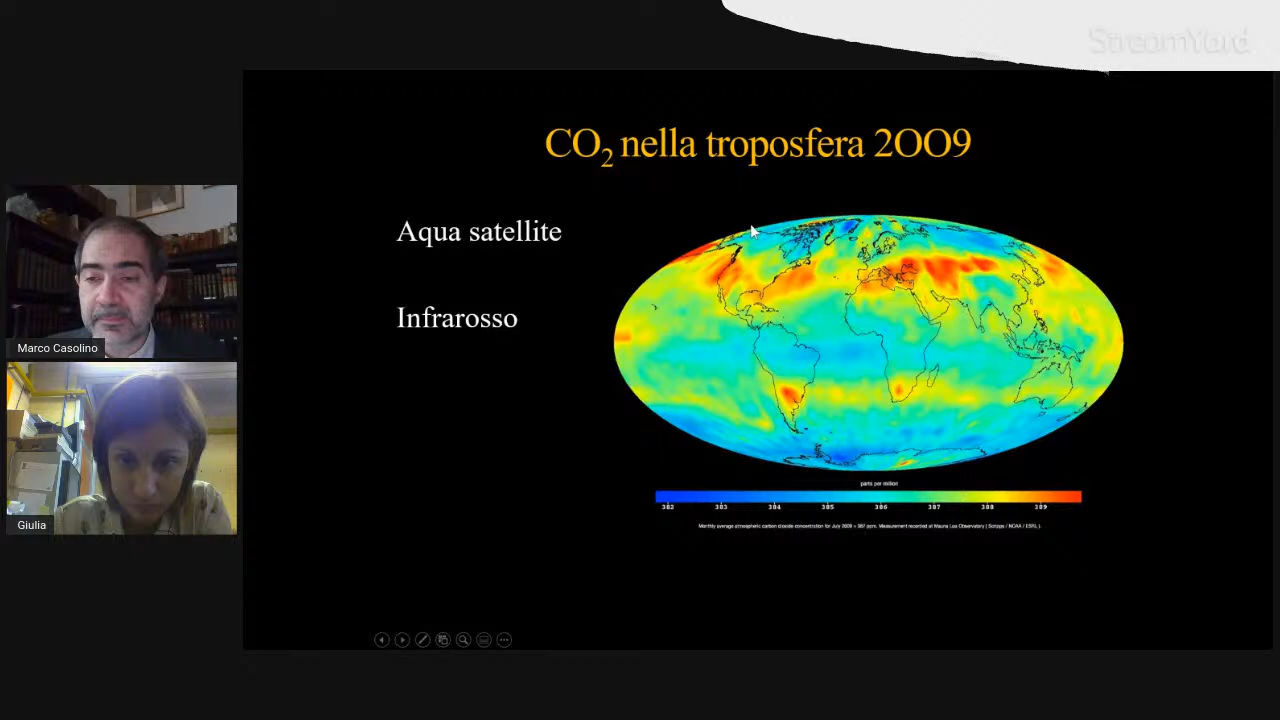 StreamYard
CO2 nella troposfera 2OO9
Aqua satellite
Infrarosso
Marco Casolino
Giulia
parts per million
382 383 384 385 386 387 388 389
Monthly average atmospheric carbon dioxide concentration for July 2009 = 387 ppm. Measurement recorded at Mauna Loa Observatory ( Scripps / NOAA / ESRL ).